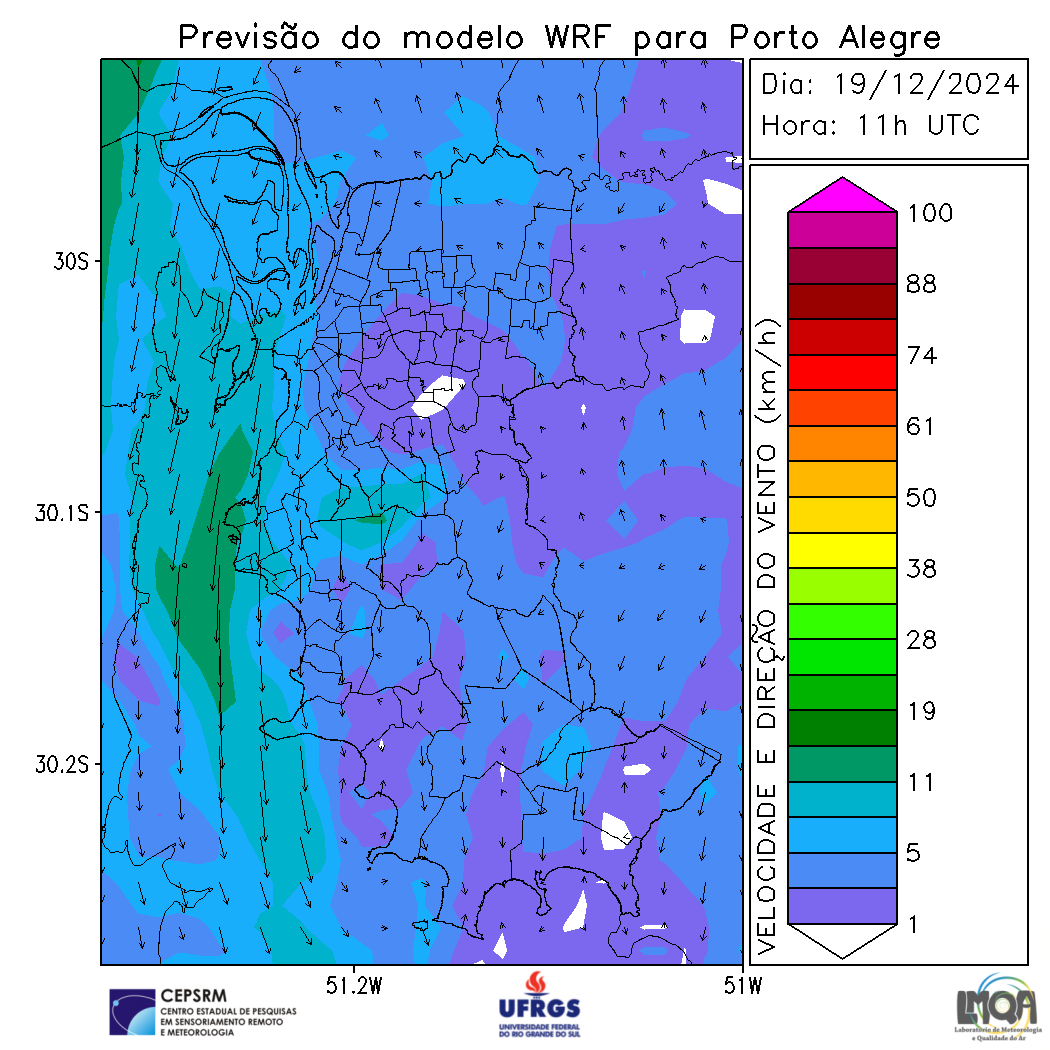 Previsão do modelo WRF para Porto Alegre
Dia: 19/12/2024
Hora: 11h UTC
30S
30.1S
30.2S
51.2W
51W
VELOCIDADE E DIREÇÃO DO VENTO (km/h)
100
88
74
61
50
38
28
19
11
5
1
CEPSRM
CENTRO ESTADUAL DE PESQUISAS
EM SENSORIAMENTO REMOTO
E METEOROLOGIA
UFRGS
UNIVERSIDADE FEDERAL
DO RIO GRANDE DO SUL
LMQA
Laboratório de Meteorologia
e Qualidade do Ar